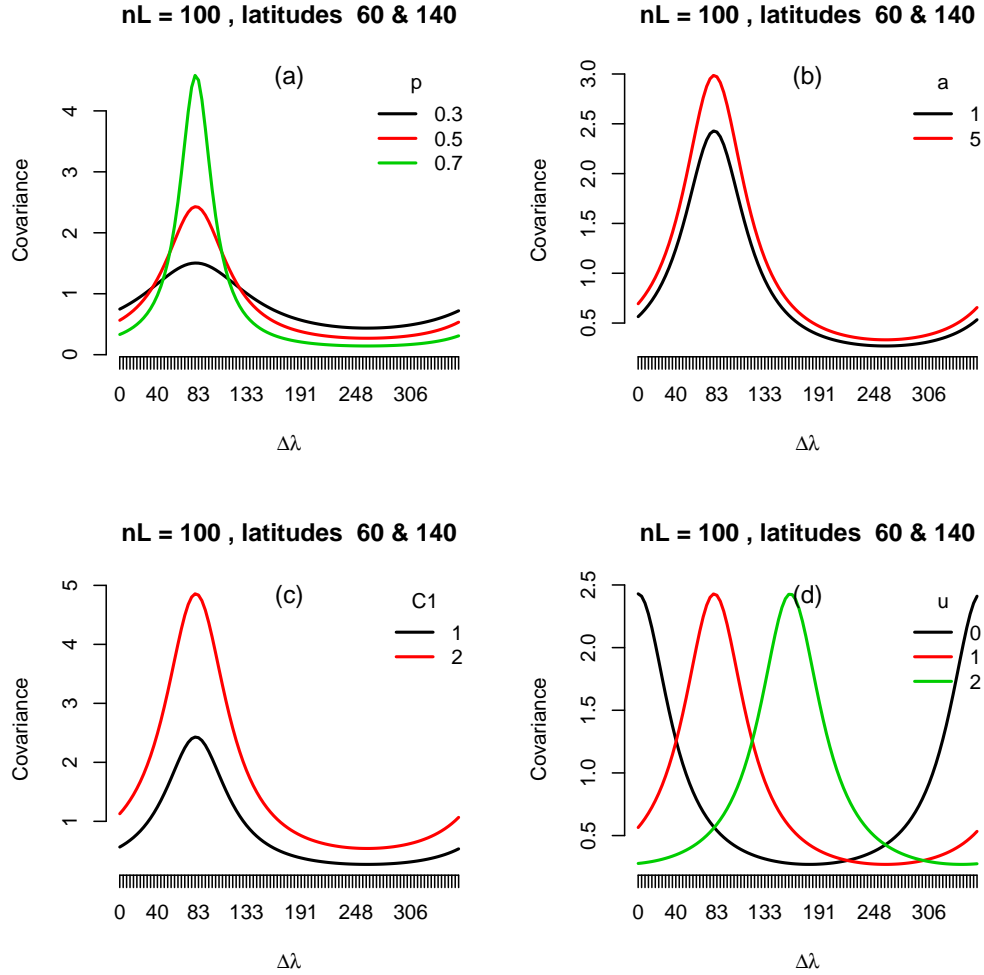 nL = 100 , latitudes 60 & 140
(a)
p
0.3
0.5
0.7
Covariance
0 1 2 3 4
0 40 83 133 191 248 306
Δλ
nL = 100 , latitudes 60 & 140
(b)
a
1
5
Covariance
0.5 1.0 1.5 2.0 2.5 3.0
0 40 83 133 191 248 306
Δλ
nL = 100 , latitudes 60 & 140
(c)
C1
1
2
Covariance
1 2 3 4 5
0 40 83 133 191 248 306
Δλ
nL = 100 , latitudes 60 & 140
(d)
u
0
1
2
Covariance
0.5 1.0 1.5 2.0 2.5
0 40 83 133 191 248 306
Δλ